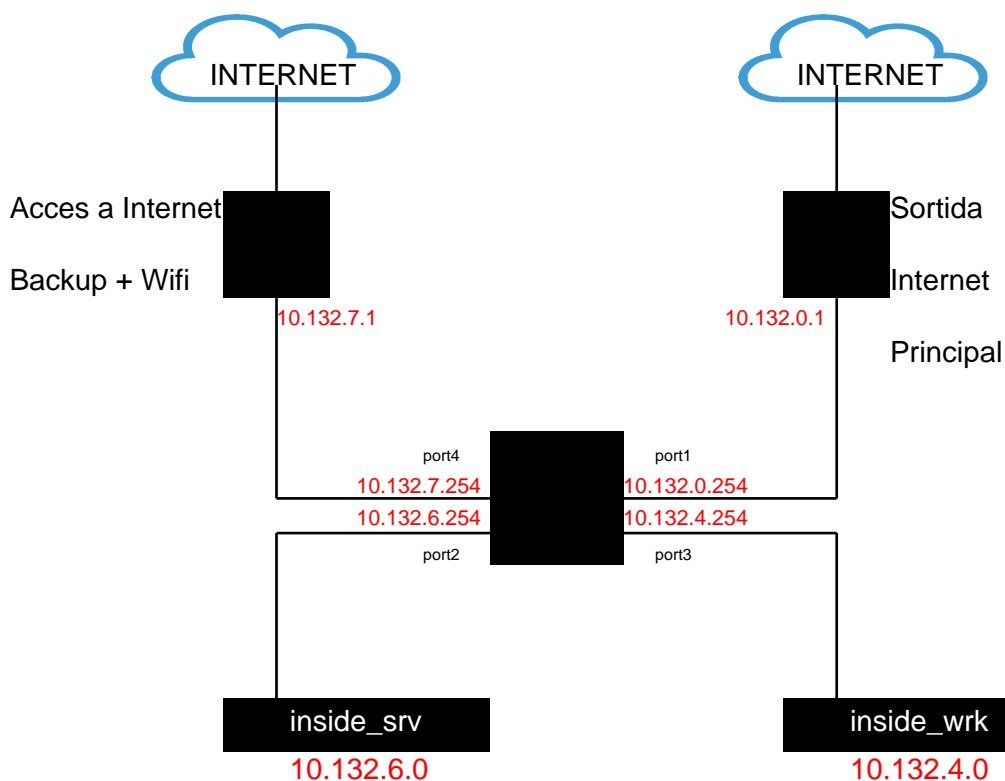 INTERNET
INTERNET
Acces a Internet
Backup + Wifi
Sortida
Internet
Principal
10.132.7.1
10.132.0.1
port4
port1
10.132.7.254
10.132.0.254
10.132.6.254
10.132.4.254
port2
port3
inside_srv
inside_wrk
10.132.6.0
10.132.4.0